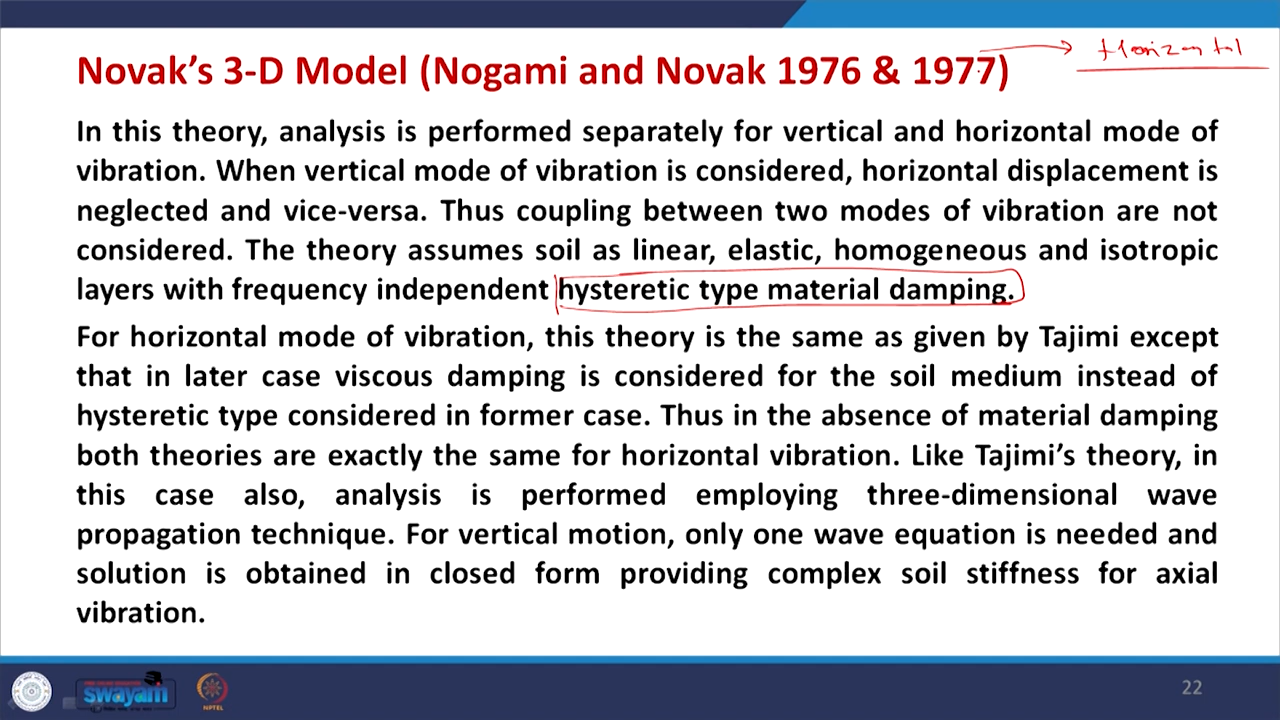 Novak's 3-D Model (Nogami and Novak 1976 & 1977)
Horizontal
In this theory, analysis is performed separately for vertical and horizontal mode of
vibration. When vertical mode of vibration is considered, horizontal displacement is
neglected and vice-versa. Thus coupling between two modes of vibration are not
considered. The theory assumes soil as linear, elastic, homogeneous and isotropic
layers with frequency independent hysteretic type material damping.
For horizontal mode of vibration, this theory is the same as given by Tajimi except
that in later case viscous damping is considered for the soil medium instead of
hysteretic type considered in former case. Thus in the absence of material damping
both theories are exactly the same for horizontal vibration. Like Tajimi's theory, in
this case also, analysis is performed employing three-dimensional wave
propagation technique. For vertical motion, only one wave equation is needed and
solution is obtained in closed form providing complex soil stiffness for axial
vibration.
swayam
NPTEL
22